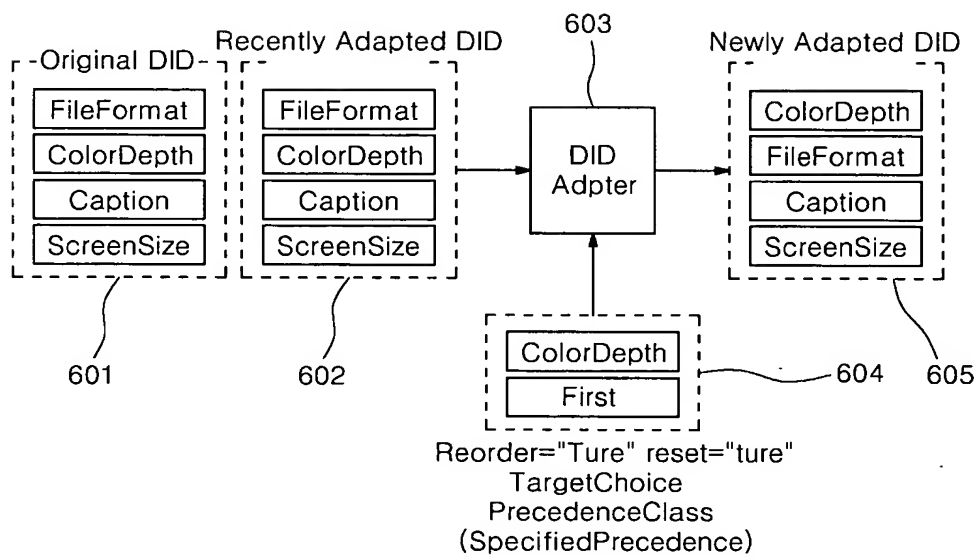 Original DID
FileFormat
ColorDepth
Caption
ScreenSize
601
Recently Adapted DID
FileFormat
ColorDepth
Caption
ScreenSize
602
603
DID
Adpter
ColorDepth
First
604
Reorder="Ture" reset="ture"
TargetChoice
PrecedenceClass
(SpecifiedPrecedence)
Newly Adapted DID
ColorDepth
FileFormat
Caption
ScreenSize
605